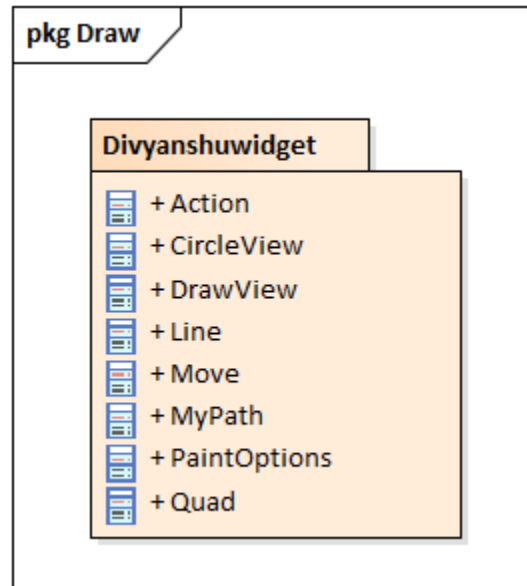 pkg Draw
Divyanshuwidget
+ Action
+ CircleView
+ DrawView
+ Line
+ Move
+ MyPath
+ PaintOptions
+ Quad